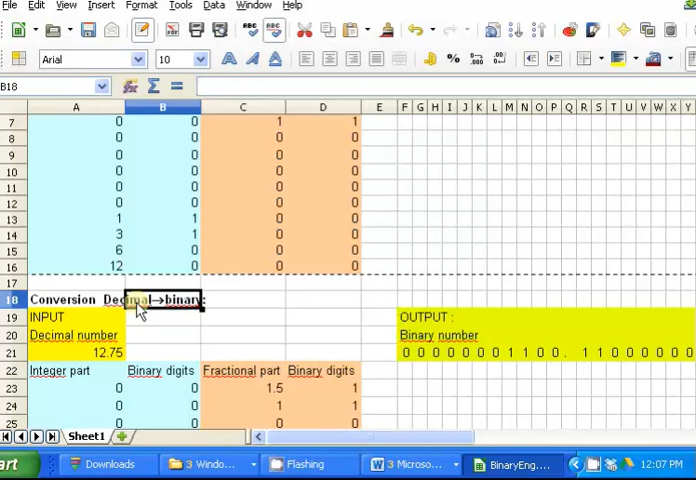 File Edit View Insert Format Tools Data Window Help
Arial 10
B18
A B C D E F G H I J K L M N O P Q R S T U V W X Y
7 0 0 1 1
8 0 0 0 0
9 0 0 0 0
10 0 0 0 0
11 0 0 0 0
12 0 0 0 0
13 1 1 0 0
14 3 1 0 0
15 6 0 0 0
16 12 0 0 0
17
18 Conversion Decimal→binary:
19 INPUT OUTPUT :
20 Decimal number Binary number
21 12.75 0 0 0 0 0 0 0 1 1 0 0 . 1 1 0 0 0 0 0 0
22 Integer part Binary digits Fractional part Binary digits
23 0 0 1.5 1
24 0 0 1 1
25 0 0 0 0
Sheet1
art Downloads 3 Windo... Flashing 3 Microso... BinaryEng.... 12:07 PM